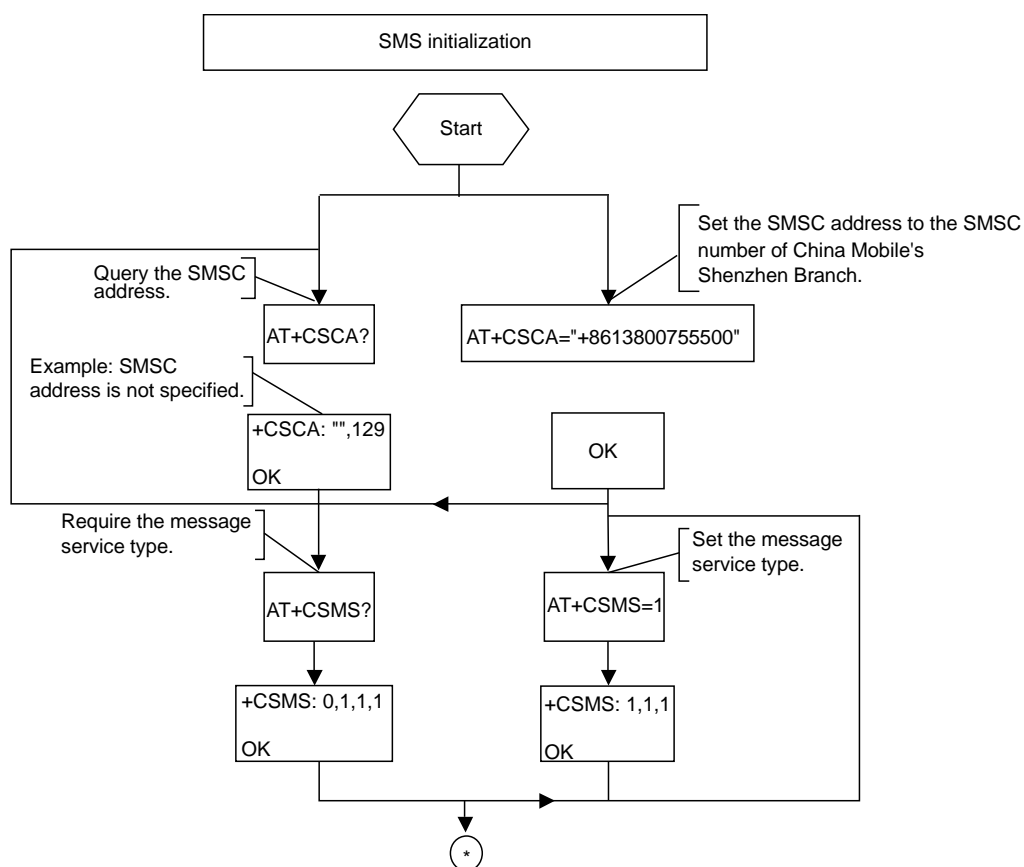 SMS initialization
Start
Set the SMSC address to the SMSC
number of China Mobile's
Shenzhen Branch.
Query the SMSC
address.
AT+CSCA?
AT+CSCA="+8613800755500"
Example: SMSC
address is not specified.
+CSCA: "",129
OK
OK
Require the message
service type.
Set the message
service type.
AT+CSMS?
AT+CSMS=1
+CSMS: 0,1,1,1
OK
+CSMS: 1,1,1
OK
*